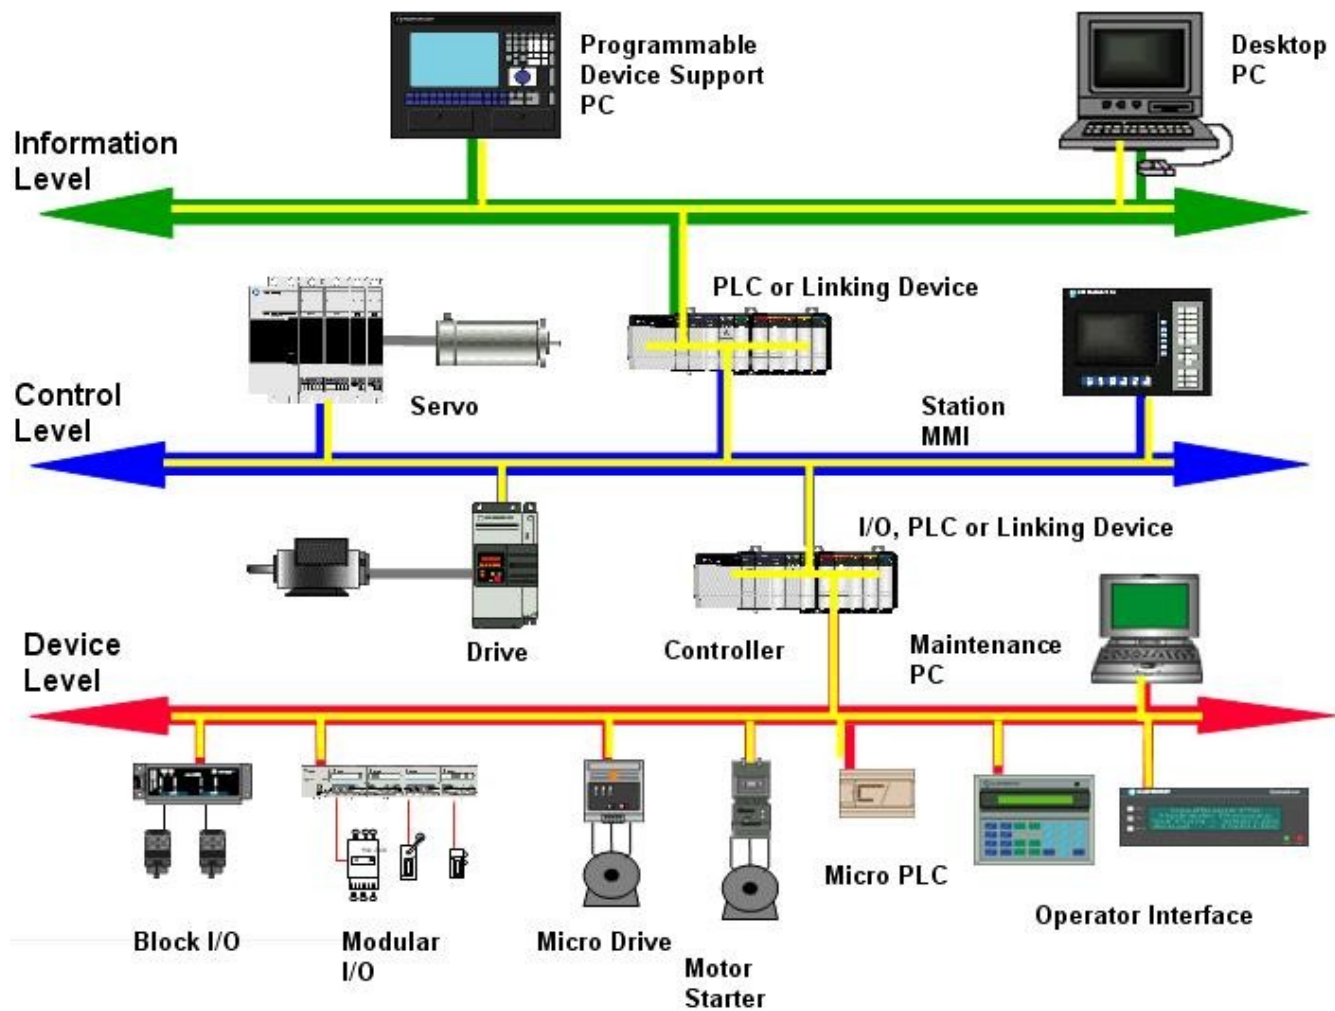 Programmable
Device Support
PC
Desktop
PC
Information
Level
PLC or Linking Device
Control
Level
Servo
Station
MMI
I/O, PLC or Linking Device
Device
Level
Drive
Controller
Maintenance
PC
Micro PLC
Operator Interface
Block I/O
Modular
I/O
Micro Drive
Motor
Starter